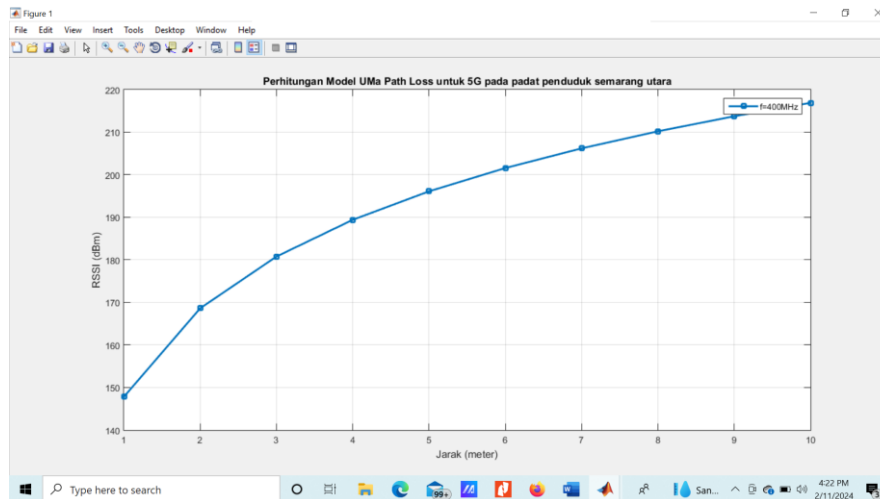 Figure 1
File Edit View Insert Tools Desktop Window Help
Perhitungan Model UMa Path Loss untuk 5G pada padat penduduk semarang utara
f=400MHz
220
210
200
190
180
170
160
150
140
RSSI (dBm)
1 2 3 4 5 6 7 8 9 10
Jarak (meter)
Type here to search
99+
San...
4:22 PM
2/11/2024